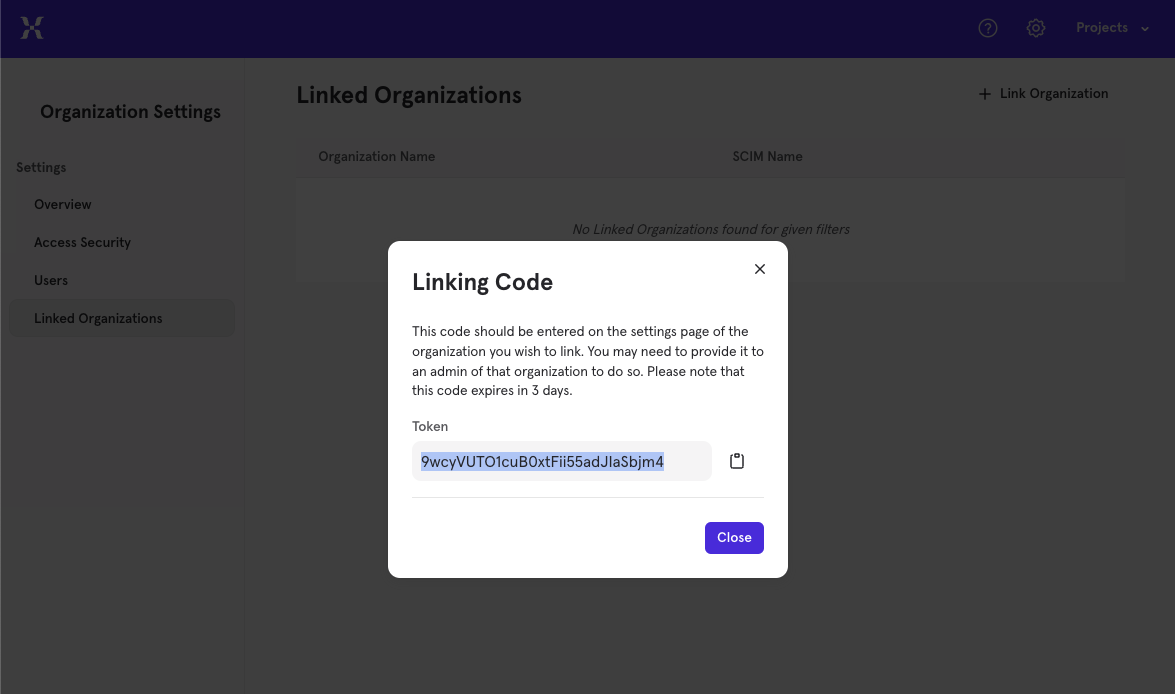 Projects
Organization Settings
Settings
Overview
Access Security
Users
Linked Organizations
Linked Organizations
Link Organization
Organization Name SCIM Name
No Linked Organizations found for given filters
Linking Code
This code should be entered on the settings page of the
organization you wish to link. You may need to provide it to
an admin of that organization to do so. Please note that
this code expires in 3 days.
Token
9wcyVUTO1cuB0xtFii55adJIaSbjm4
Close